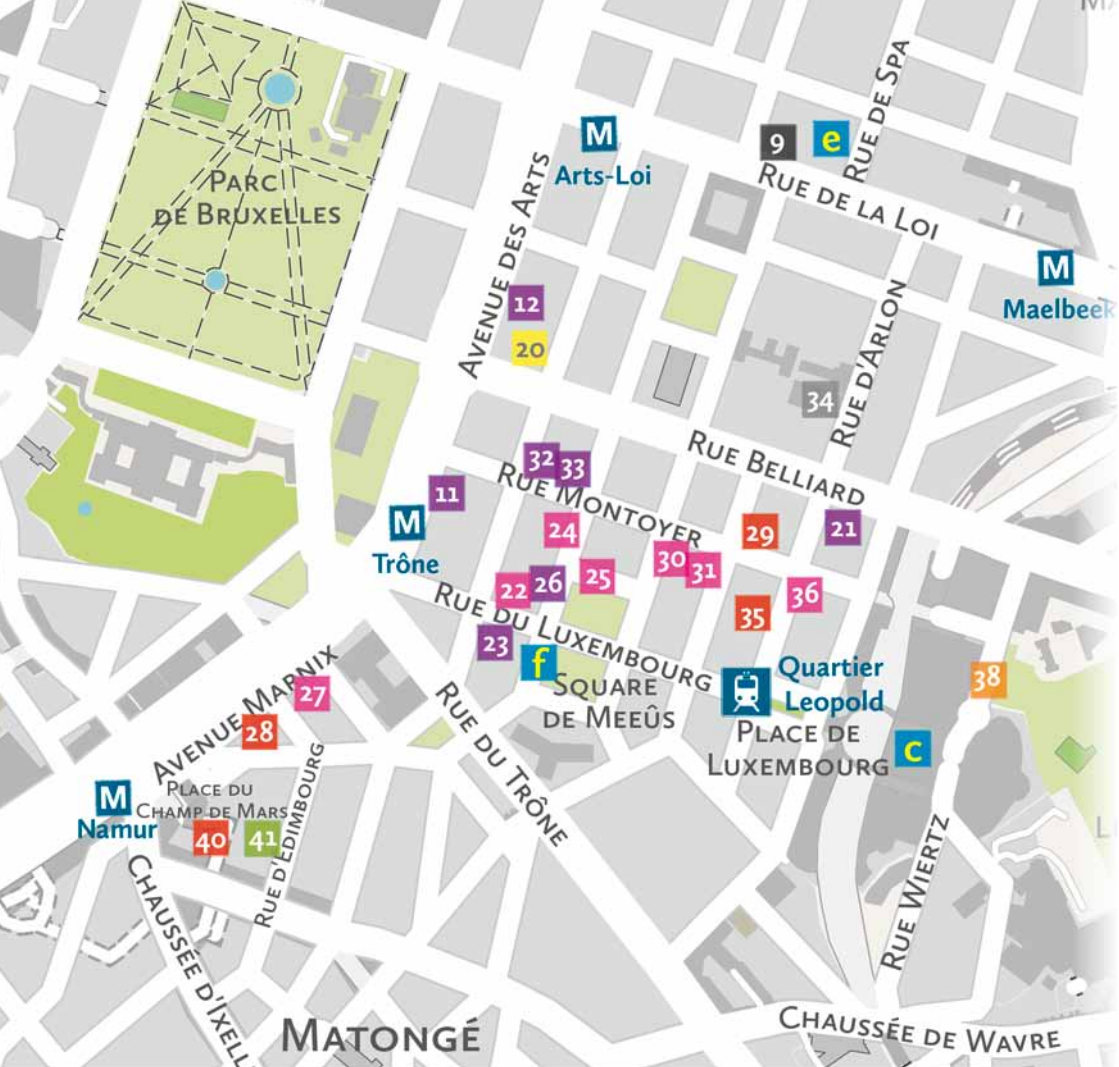 RUE DE SPA
M
Arts-Loi
9
e
PARC
DE BRUXELLES
AVENUE DES ARTS
RUE DE LA LOI
M
Maelbeek
12
20
RUE D'ARLON
34
RUE BELLIARD
32
33
11
RUE MONTOYER
M
Trône
24
29
21
30
31
25
26
22
36
35
RUE DU LUXEMBOURG
23
f
SQUARE
DE MEEÛS
Quartier
Leopold
PLACE DE
LUXEMBOURG
38
c
AVENUE MARNIX
27
28
RUE DU TRÔNE
M
Namur
PLACE DU
CHAMP DE MARS
40
41
RUE D'EDIMBOURG
CHAUSSÉE D'IXELL
RUE WIERTZ
L
MATONGÉ
CHAUSSÉE DE WAVRE